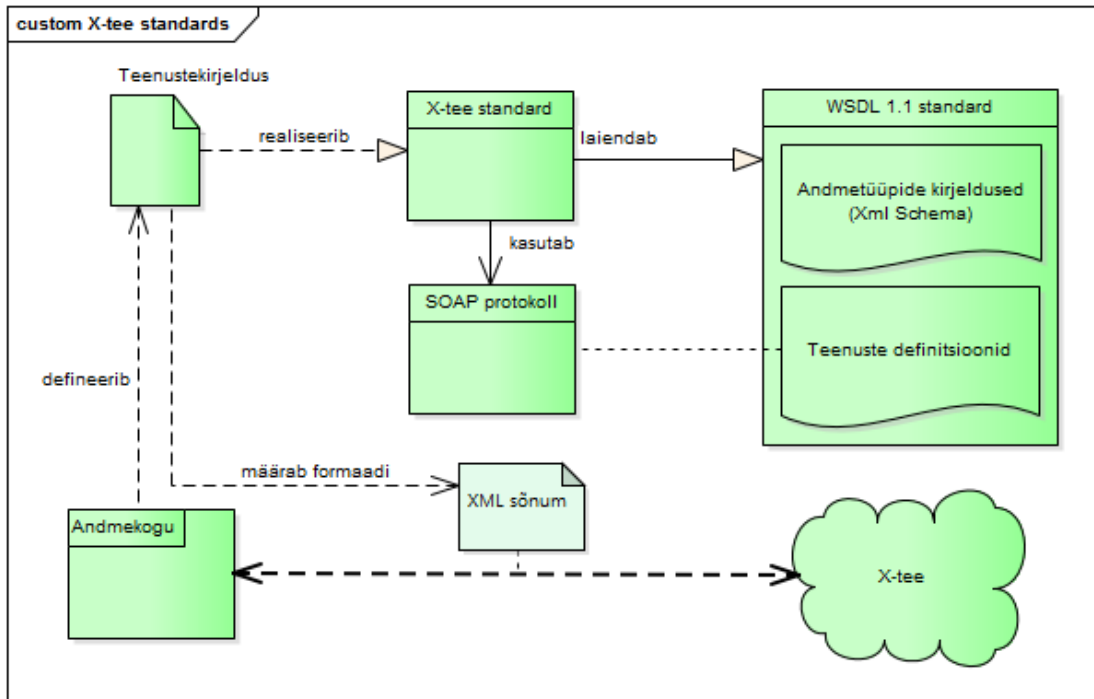 custom X-tee standards
Teenustekirjeldus
realiseerib
X-tee standard
laiendab
WSDL 1.1 standard
Andmetüüpide kirjeldused
(Xml Schema)
kasutab
SOAP protokoll
Teenuste definitsioonid
defineerib
määrab formaadi
XML sõnum
Andmekogu
X-tee